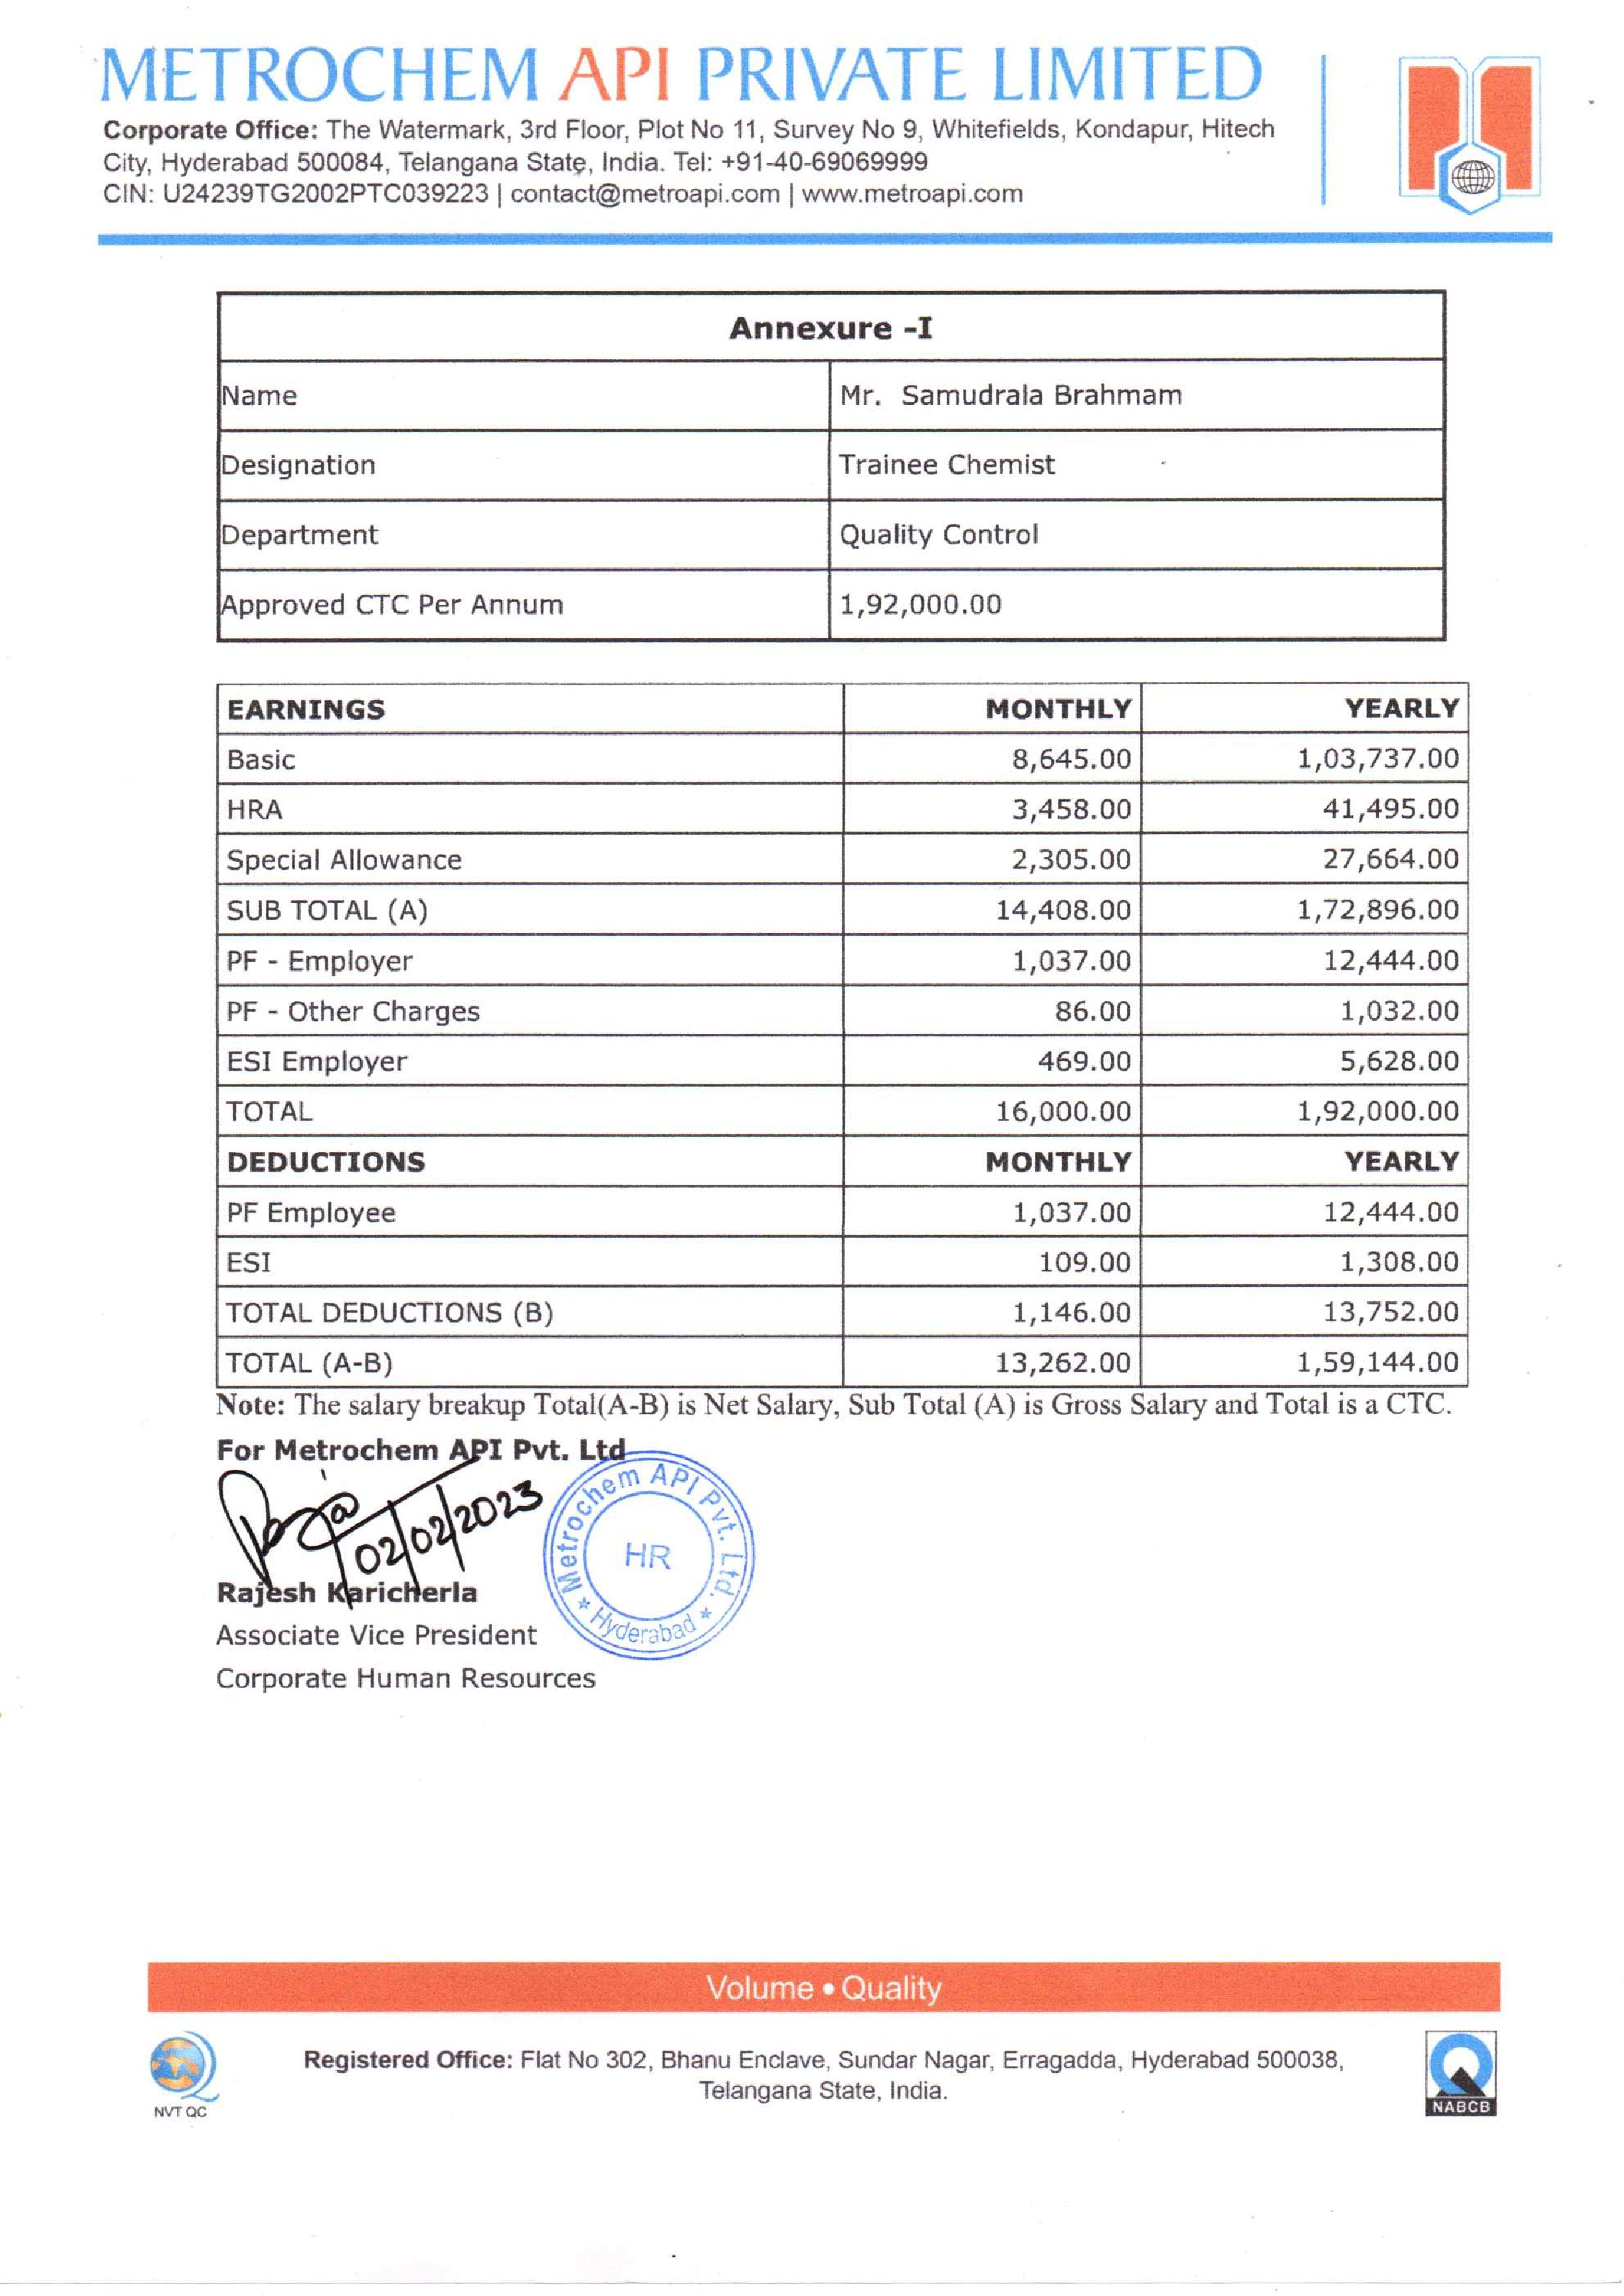 METROCHEM API PRIVATE LIMITED
Corporate Office: The Watermark, 3rd Floor, Plot No 11, Survey No 9, Whitefields, Kondapur, Hitech
City, Hyderabad 500084, Telangana State, India. Tel: +91-40-69069999
CIN: U24239TG2002PTC039223 | contact@metroapi.com | www.metroapi.com
Annexure -I
Name Mr. Samudrala Brahmam
Designation Trainee Chemist
Department Quality Control
Approved CTC Per Annum 1,92,000.00
EARNINGS MONTHLY YEARLY
Basic 8,645.00 1,03,737.00
HRA 3,458.00 41,495.00
Special Allowance 2,305.00 27,664.00
SUB TOTAL (A) 14,408.00 1,72,896.00
PF - Employer 1,037.00 12,444.00
PF - Other Charges 86.00 1,032.00
ESI Employer 469.00 5,628.00
TOTAL 16,000.00 1,92,000.00
DEDUCTIONS MONTHLY YEARLY
PF Employee 1,037.00 12,444.00
ESI 109.00 1,308.00
TOTAL DEDUCTIONS (B) 1,146.00 13,752.00
TOTAL (A-B) 13,262.00 1,59,144.00
Note: The salary breakup Total(A-B) is Net Salary, Sub Total (A) is Gross Salary and Total is a CTC.
For Metrochem API Pvt. Ltd
02/02/2023
Metrochem API Pvt. Ltd.
HR
* Hyderabad *
Rajesh Karicherla
Associate Vice President
Corporate Human Resources
Volume • Quality
Registered Office: Flat No 302, Bhanu Enclave, Sundar Nagar, Erragadda, Hyderabad 500038,
Telangana State, India.
NVT QC
NABCB